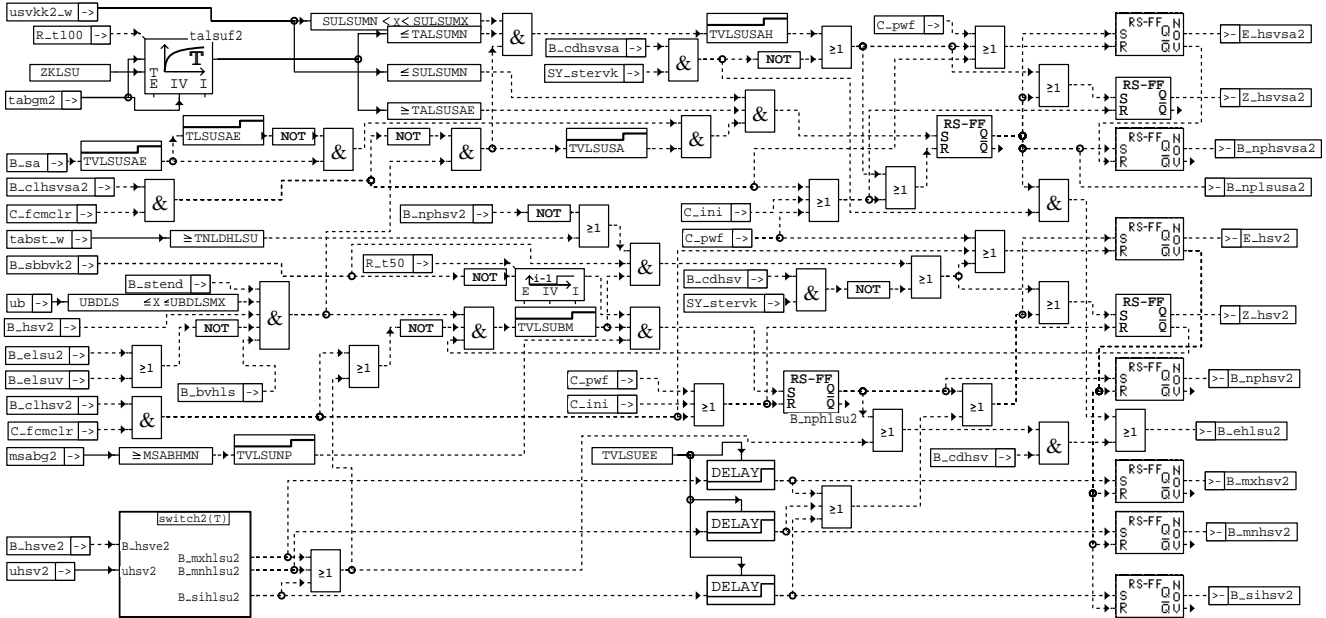 usvkk2_w ->
SULSUMN < x < SULSUMX
R_t100 ->
talsuf2
≤TALSUMN
&
B_cdhsvsa ->
SY_stervk ->
TVLSUSAH
&
NOT
≥1
C_pwf ->
≥1
RS-FF
S
R
Q
Q
N
O
V
>- E_hsvsa2
ZKLSU
T
E
IV
I
T
≤SULSUMN
tabgm2 ->
≥TALSUSAE
&
≥1
RS-FF
S
R
Q
Q
>- Z_hsvsa2
TLSUSAE
NOT
&
NOT
&
TVLSUSA
&
RS-FF
S
R
Q
Q
RS-FF
S
R
Q
Q
N
O
V
>- B_nphsvsa2
B_sa ->
TVLSUSAE
B_clhsvsa2 ->
&
≥1
≥1
&
>- B_nplsusa2
C_fcmclr ->
B_nphsv2 ->
NOT
≥1
C_ini ->
C_pwf ->
≥1
RS-FF
S
R
Q
Q
N
O
V
>- E_hsv2
tabst_w ->
≥TNLDHLSU
B_sbbvk2 ->
R_t50 ->
NOT
i-1
E
IV
I
&
B_cdhsv ->
SY_stervk ->
&
NOT
≥1
B_stend ->
ub ->
UBDLS ≤x≤UBDLSMX
&
NOT
&
TVLSUBM
&
≥1
RS-FF
S
R
Q
Q
>- Z_hsv2
B_hsv2 ->
NOT
B_elsu2 ->
≥1
≥1
B_elsuv ->
B_bvhls ->
C_pwf ->
RS-FF
S
R
Q
Q
B_nphlsu2
≥1
RS-FF
S
R
Q
Q
N
O
V
>- B_nphsv2
B_clhsv2 ->
&
C_ini ->
≥1
≥1
≥1
C_fcmclr ->
≥1
>- B_ehlsu2
msabg2 ->
≥MSABHMN
TVLSUNP
TVLSUEE
B_cdhsv ->
&
DELAY
≥1
RS-FF
S
R
Q
Q
N
O
V
>- B_mxhsv2
switch2(T)
B_hsve2 ->
B_hsve2
B_mxhlsu2
B_mnhlsu2
B_sihlsu2
uhsv2 ->
uhsv2
≥1
DELAY
RS-FF
S
R
Q
Q
N
O
V
>- B_mnhsv2
DELAY
RS-FF
S
R
Q
Q
N
O
V
>- B_sihsv2